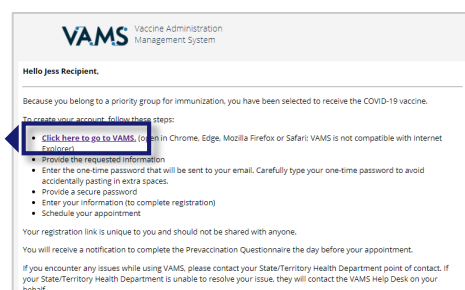 VAMS Vaccine Administration
Management System
Hello Jess Recipient,
Because you belong to a priority group for immunization, you have been selected to receive the COVID-19 vaccine.
To create your account, follow these steps:
• Click here to go to VAMS. (open in Chrome, Edge, Mozilla Firefox or Safari: VAMS is not compatible with Internet
Explorer)
• Provide the requested information
• Enter the one-time password that will be sent to your email. Carefully type your one-time password to avoid
accidentally pasting in extra spaces.
• Provide a secure password
• Enter your information (to complete registration)
• Schedule your appointment
Your registration link is unique to you and should not be shared with anyone.
You will receive a notification to complete the Prevaccination Questionnaire the day before your appointment.
If you encounter any issues while using VAMS, please contact your State/Territory Health Department point of contact. If
your State/Territory Health Department is unable to resolve your issue, they will contact the VAMS Help Desk on your
behalf.